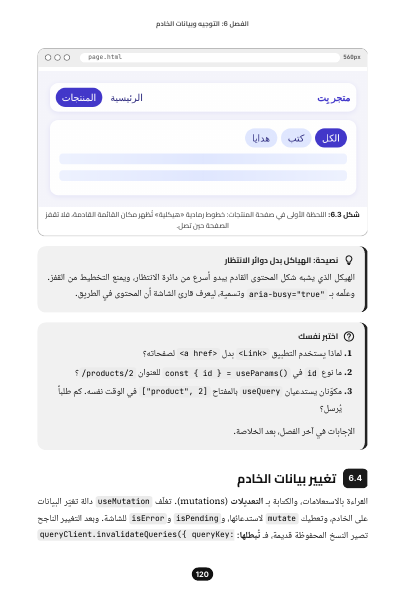 الفصل 6: التوجيه وبيانات الخادم
page.html
560px
متجر يِت
الرئيسية
المنتجات
الكل
كتب
هدايا
شكل 6.3: اللحظة الأولى في صفحة المنتجات: خطوط رمادية «هيكلية» تُظهر مكان القائمة القادمة، فلا تقفز
الصفحة حين تصل.
نصيحة: الهياكل بدل دوائر الانتظار
الهيكل الذي يشبه شكل المحتوى القادم يبدو أسرع من دائرة الانتظار، ويمنع التخطيط من القفز.
وعلّمه بـ aria-busy="true" وتسمية، ليعرف قارئ الشاشة أن المحتوى في الطريق.
اختبر نفسك
1. لماذا يستخدم التطبيق <Link> بدل <a href> لصفحاته؟
2. ما نوع id في const { id } = useParams() للعنوان /products/2 ؟
3. مكوّنان يستدعيان useQuery بالمفتاح ["product", 2] في الوقت نفسه. كم طلباً
يُرسل؟
الإجابات في آخر الفصل، بعد الخلاصة.
6.4 تغيير بيانات الخادم
القراءة بالاستعلامات، والكتابة بـ التعديلات (mutations). تغلّف useMutation دالة تغيّر البيانات
على الخادم، وتعطيك mutate لاستدعائها، و isPending و isError للشاشة. وبعد التغيير الناجح
تصير النسخ المحفوظة قديمة، فـ نُبطلها: queryClient.invalidateQueries({ queryKey:
120